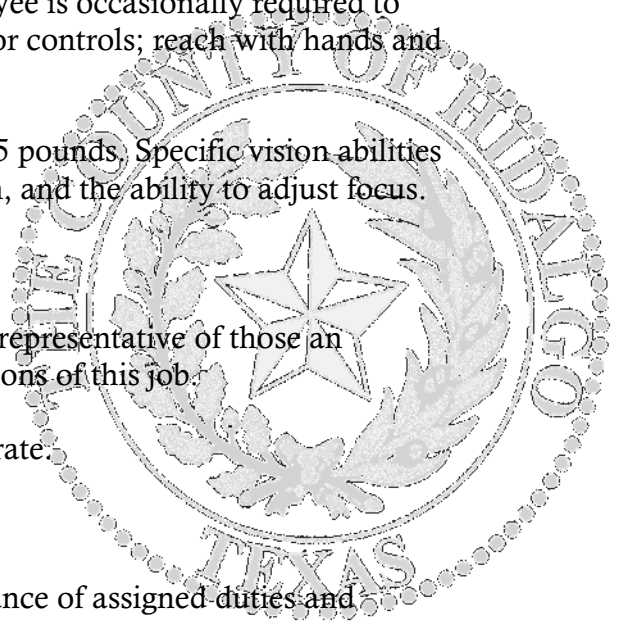 yee is occasionally required to
or controls; reach with hands and
5 pounds. Specific vision abilities
n, and the ability to adjust focus.
representative of those an
ons of this job.
rate.
ance of assigned duties and
THE COUNTY OF HIDALGO
TEXAS